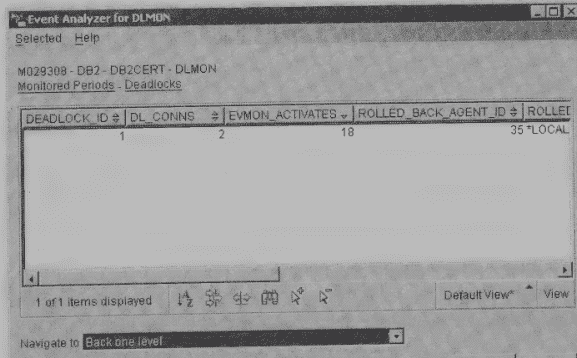 Event Analyzer for DLMON
Selected Help
M029308 - DB2 - DB2CERT - DLMON
Monitored Periods - Deadlocks
DEADLOCK_ID DL_CONNS EVMON_ACTIVATES ROLLED_BACK_AGENT_ID ROLLED
1 2 18 35 *LOCAL
1 of 1 items displayed Default View* View
Navigate to Back one level